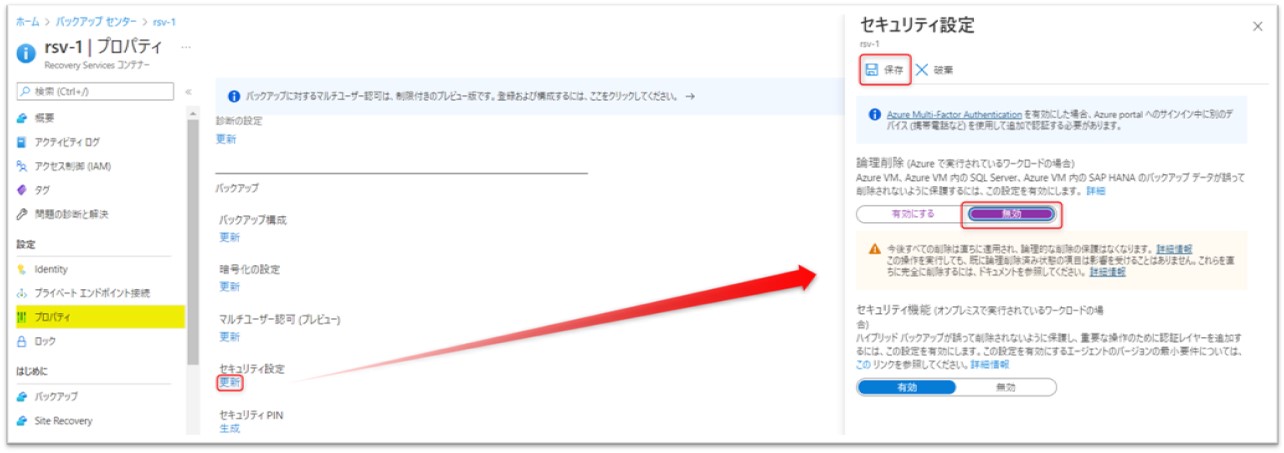 ホーム > バックアップ センター > rsv-1
rsv-1 | プロパティ ...
Recovery Services コンテナー
検索 (Ctrl+/)
«
概要
アクティビティ ログ
アクセス制御 (IAM)
タグ
問題の診断と解決
設定
Identity
プライベート エンドポイント接続
プロパティ
ロック
はじめに
バックアップ
Site Recovery
バックアップに対するマルチユーザー認可は、制限付きのプレビュー版です。登録および構成するには、ここをクリックしてください。 →
診断の設定
更新
バックアップ
バックアップ構成
更新
暗号化の設定
更新
マルチユーザー認可 (プレビュー)
更新
セキュリティ設定
更新
セキュリティ PIN
生成
セキュリティ設定
rsv-1
保存 破棄
Azure Multi-Factor Authentication を有効にした場合、Azure portal へのサインイン中に別のデ
バイス (携帯電話など) を使用して追加で認証する必要があります。
論理削除 (Azure で実行されているワークロードの場合)
Azure VM、Azure VM 内の SQL Server、Azure VM 内の SAP HANA のバックアップ データが誤って
削除されないように保護するには、この設定を有効にします。 詳細
有効にする 無効
今後すべての削除は直ちに適用され、論理的な削除の保護はなくなります。 詳細情報
この操作を実行しても、既に論理削除済み状態の項目は影響を受けることはありません。これらを直
ちに完全に削除するには、ドキュメントを参照してください。 詳細情報
セキュリティ機能 (オンプレミスで実行されているワークロードの場
合)
ハイブリッド バックアップが誤って削除されないように保護し、重要な操作のために認証レイヤーを追加す
るには、この設定を有効にします。この設定を有効にするエージェントのバージョンの最小要件については、
この リンクを参照してください。詳細情報
有効 無効